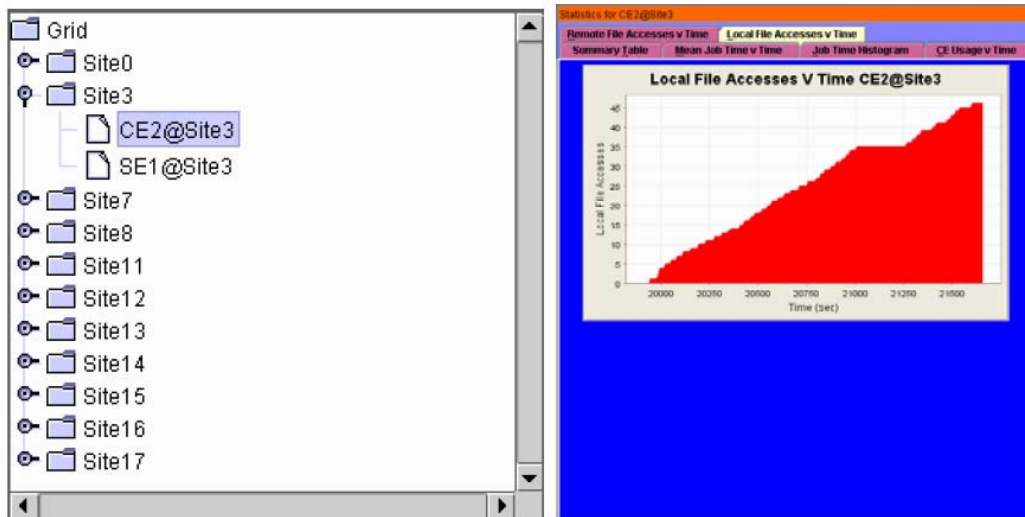 Grid
Site0
Site3
CE2@Site3
SE1@Site3
Site7
Site8
Site11
Site12
Site13
Site14
Site15
Site16
Site17
Statistics for CE2@Site3
Remote File Accesses v Time Local File Accesses v Time
Summary Table Mean Job Time v Time Job Time Histogram CE Usage v Time
Local File Accesses V Time CE2@Site3
Local File Accesses
45
40
35
30
25
20
15
10
5
0
20000 20250 20500 20750 21000 21250 21500
Time (sec)